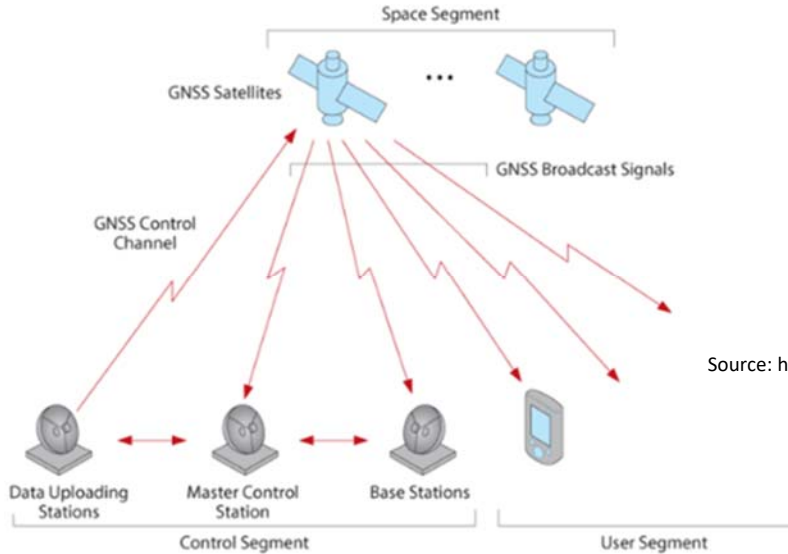 Space Segment
GNSS Satellites
GNSS Broadcast Signals
GNSS Control
Channel
Source: h
Data Uploading
Stations
Master Control
Station
Base Stations
Control Segment
User Segment